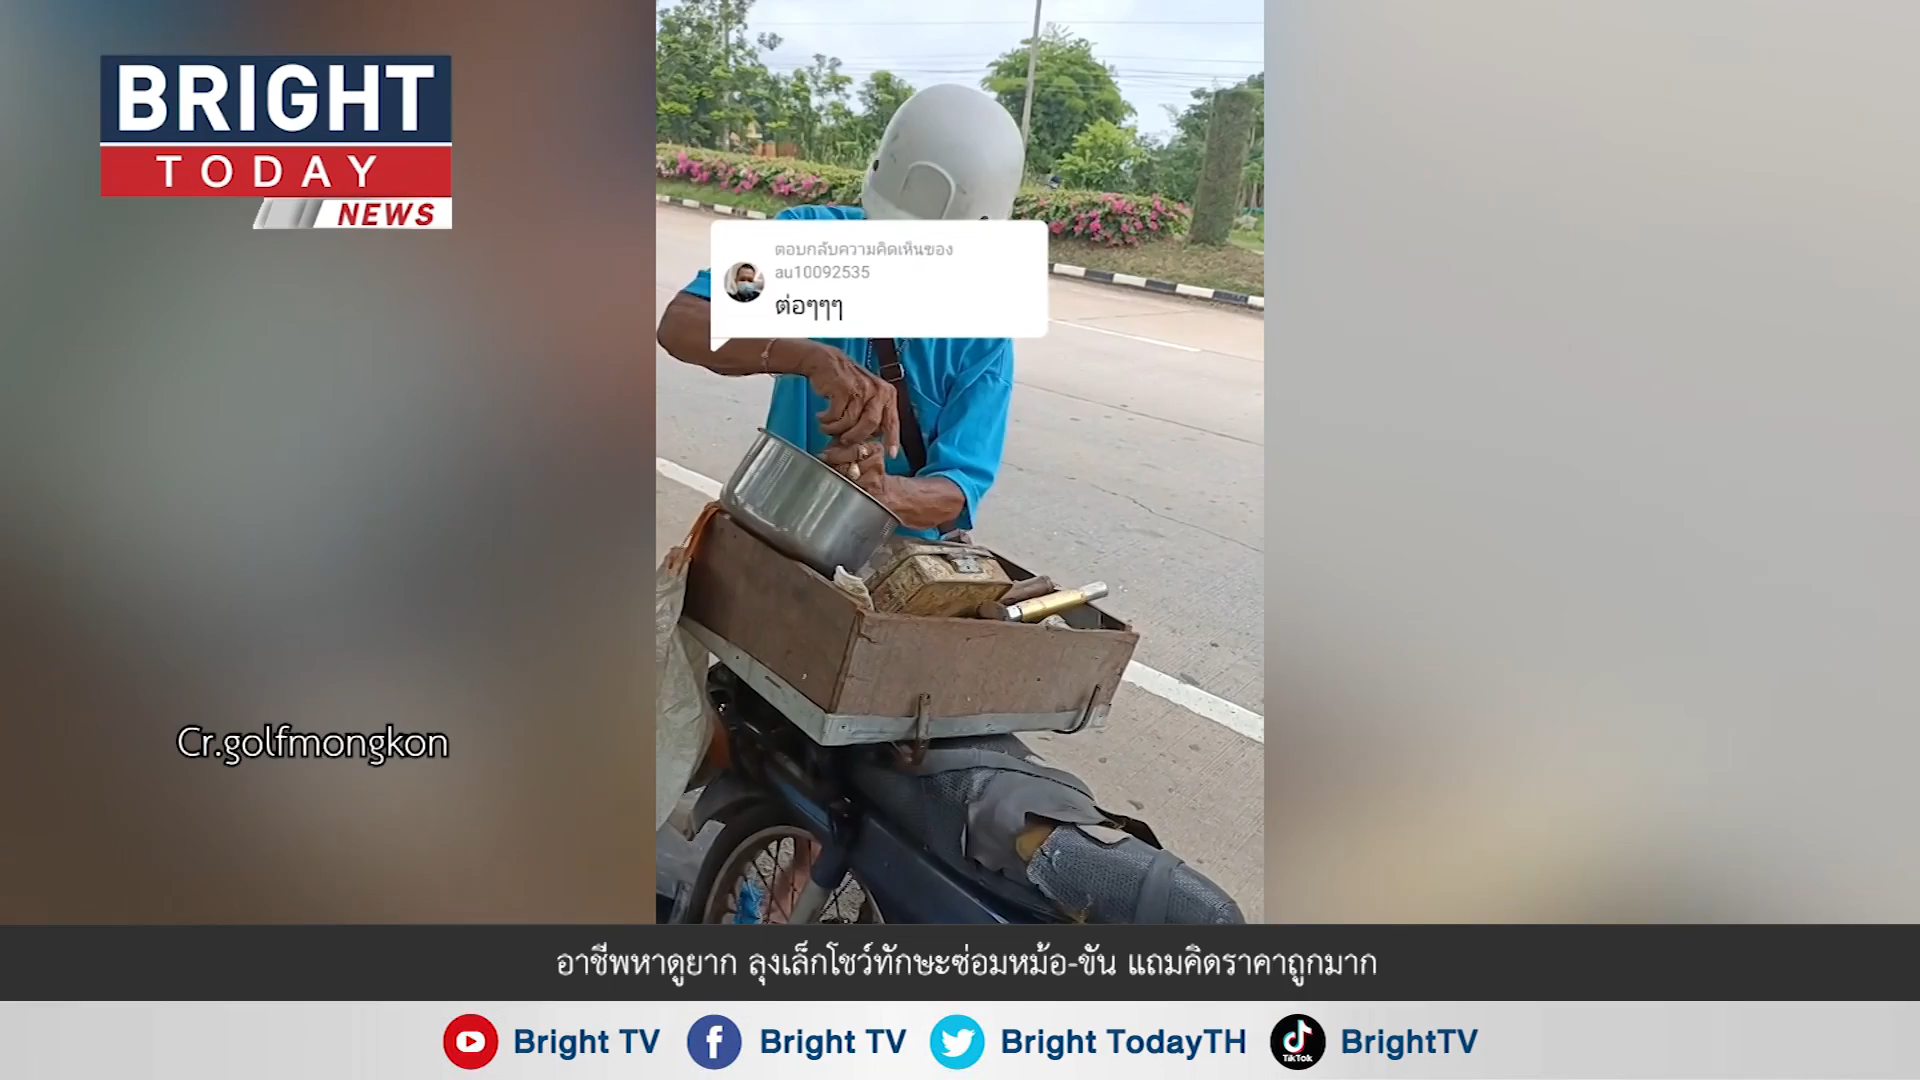 BRIGHT
TODAY
NEWS
ตอบกลับความคิดเห็นของ
au10092535
ต่อๆๆๆ
Cr.golfmongkon
อาชีพหาดูยาก ลุงเล็กโชว์ทักษะซ่อมหม้อ-ขัน แถมคิดราคาถูกมาก
Bright TV
Bright TV
Bright TodayTH
TikTok
BrightTV